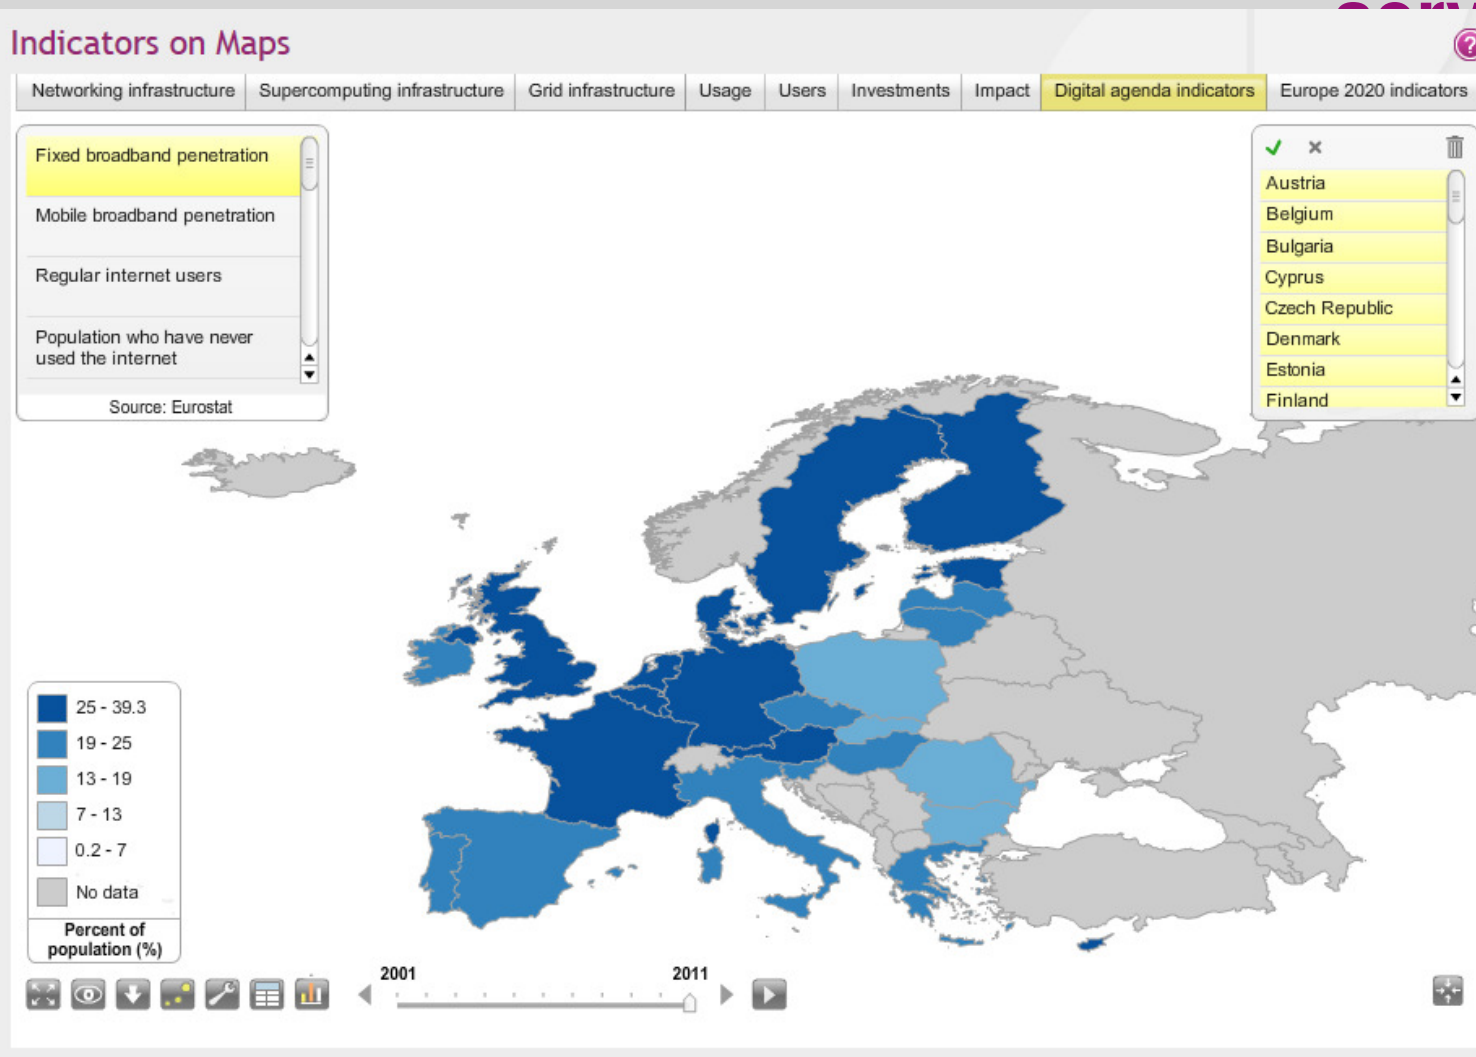 Indicators on Maps
?
Networking infrastructure
Supercomputing infrastructure
Grid infrastructure
Usage
Users
Investments
Impact
Digital agenda indicators
Europe 2020 indicators
Fixed broadband penetration
Mobile broadband penetration
Regular internet users
Population who have never
used the internet
Source: Eurostat
Austria
Belgium
Bulgaria
Cyprus
Czech Republic
Denmark
Estonia
Finland
25 - 39.3
19 - 25
13 - 19
7 - 13
0.2 - 7
No data
Percent of
population (%)
2001
2011